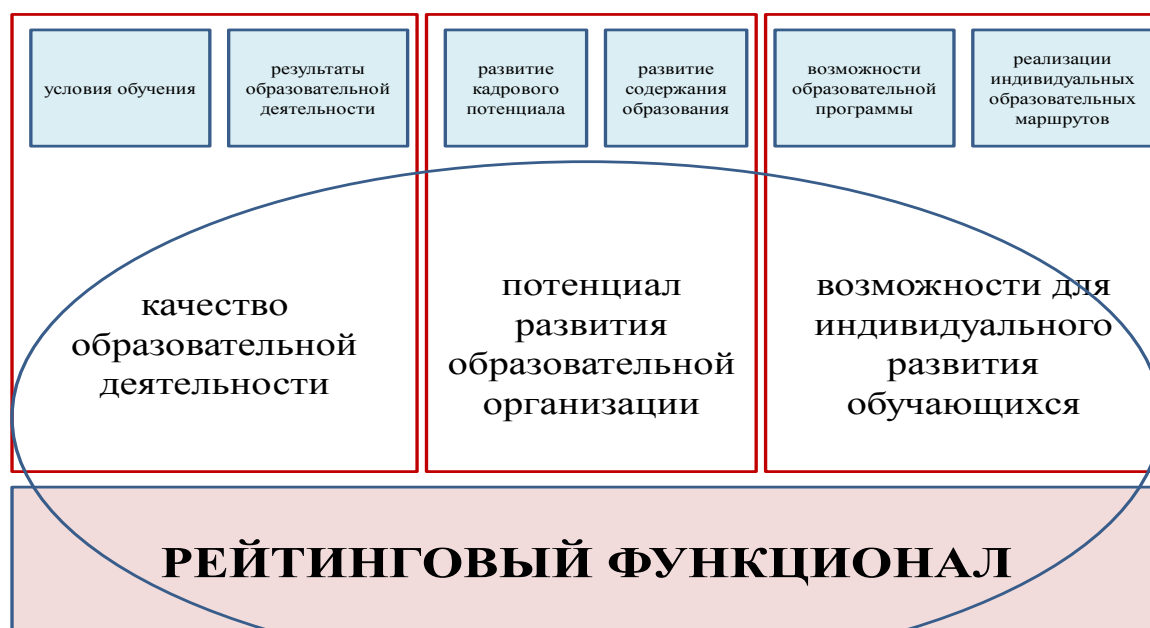 условия обучения
результаты
образовательной
деятельности
развитие
кадрового
потенциала
развитие
содержания
образования
возможности
образовательной
программы
реализации
индивидуальных
образовательных
маршрутов
качество
образовательной
деятельности
потенциал
развития
образовательной
организации
возможности для
индивидуального
развития
обучающихся
РЕЙТИНГОВЫЙ ФУНКЦИОНАЛ